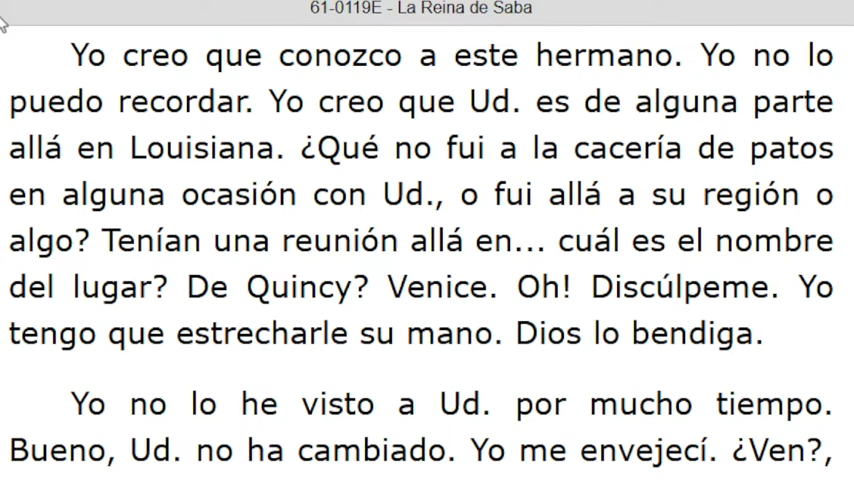 61-0119E - La Reina de Saba
Yo creo que conozco a este hermano. Yo no lo
puedo recordar. Yo creo que Ud. es de alguna parte
allá en Louisiana. ¿Qué no fui a la cacería de patos
en alguna ocasión con Ud., o fui allá a su región o
algo? Tenían una reunión allá en... cuál es el nombre
del lugar? De Quincy? Venice. Oh! Discúlpeme. Yo
tengo que estrecharle su mano. Dios lo bendiga.
Yo no lo he visto a Ud. por mucho tiempo.
Bueno, Ud. no ha cambiado. Yo me envejecí. ¿Ven?,